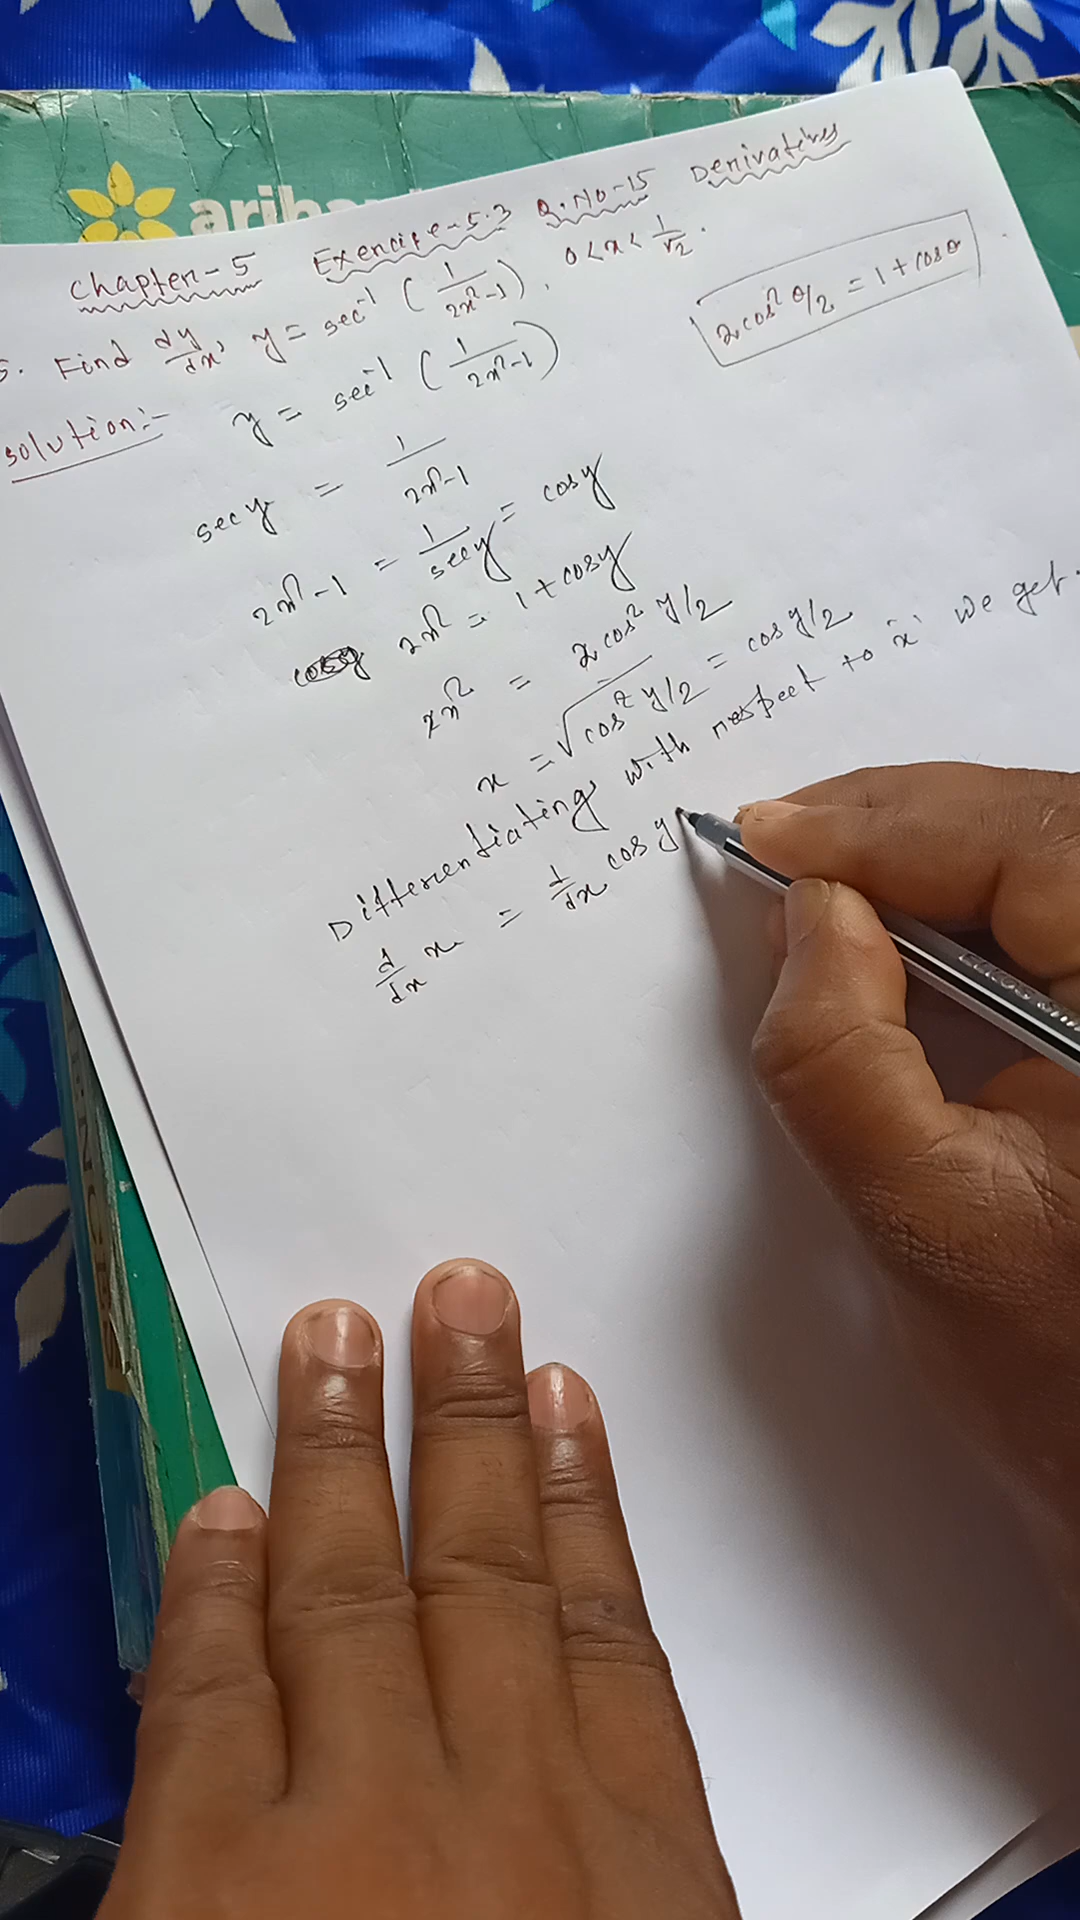 arihan
Chapter-5 Exercise-5.3 Q.No-15 Derivatives
5. Find dy/dx, y = sec⁻¹ (1/(2x²-1)), 0 < x < 1/√2.
2cos² θ/2 = 1 + cosθ
Solution:- y = sec⁻¹ (1/(2x²-1))
sec y = 1/(2x²-1)
2x²-1 = 1/sec y = cos y
2x² = 1 + cos y
2x² = 2cos² y/2
x = √cos² y/2 = cos y/2
Differentiating with respect to 'x' we get.
d/dx x = d/dx cos y